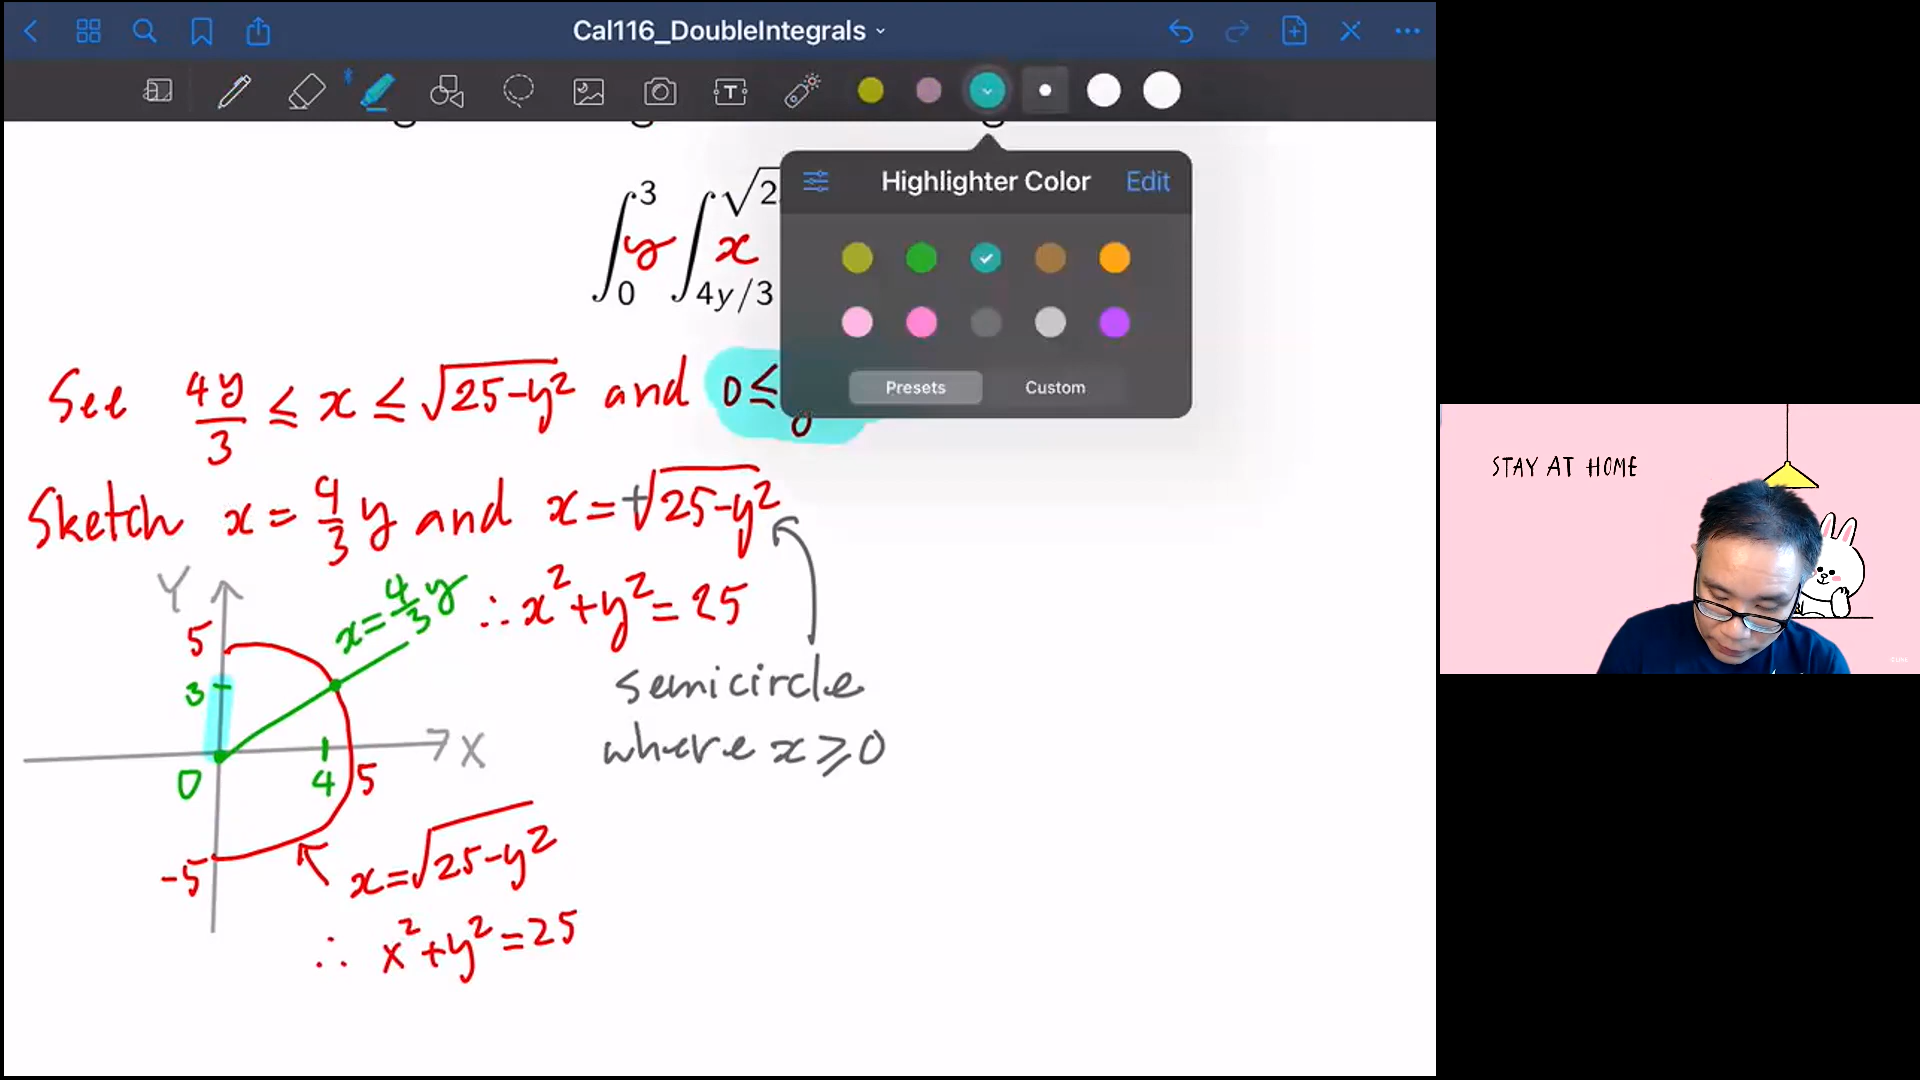 Cal116_DoubleIntegrals
T
Highlighter Color Edit
Presets Custom
∫₀³ y ∫_{4y/3}^{√2 x
See 4y/3 ≤ x ≤ √25-y² and 0≤ y
Sketch x = 4/3 y and x = +√25-y²
∴ x²+y² = 25
semicircle
where x ⩾ 0
Y
5
x=4/3 y
3
X
0
4
5
-5
x=√25-y²
∴ x²+y²=25
STAY AT HOME